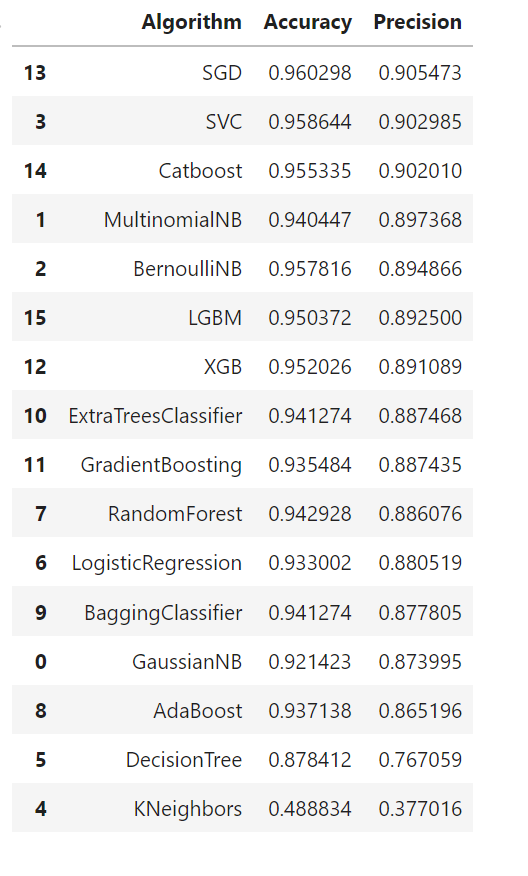 Algorithm Accuracy Precision
13 SGD 0.960298 0.905473
3 SVC 0.958644 0.902985
14 Catboost 0.955335 0.902010
1 MultinomialNB 0.940447 0.897368
2 BernoulliNB 0.957816 0.894866
15 LGBM 0.950372 0.892500
12 XGB 0.952026 0.891089
10 ExtraTreesClassifier 0.941274 0.887468
11 GradientBoosting 0.935484 0.887435
7 RandomForest 0.942928 0.886076
6 LogisticRegression 0.933002 0.880519
9 BaggingClassifier 0.941274 0.877805
0 GaussianNB 0.921423 0.873995
8 AdaBoost 0.937138 0.865196
5 DecisionTree 0.878412 0.767059
4 KNeighbors 0.488834 0.377016